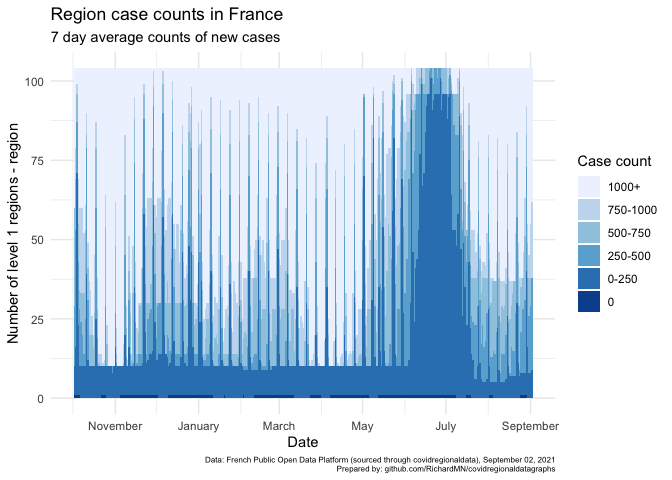 Region case counts in France
7 day average counts of new cases
Number of level 1 regions - region
100
75
50
25
0
November
January
March
May
July
September
Date
Case count
1000+
750-1000
500-750
250-500
0-250
0
Data: French Public Open Data Platform (sourced through covidregionaldata), September 02, 2021
Prepared by: github.com/RichardMN/covidregionaldatagraphs